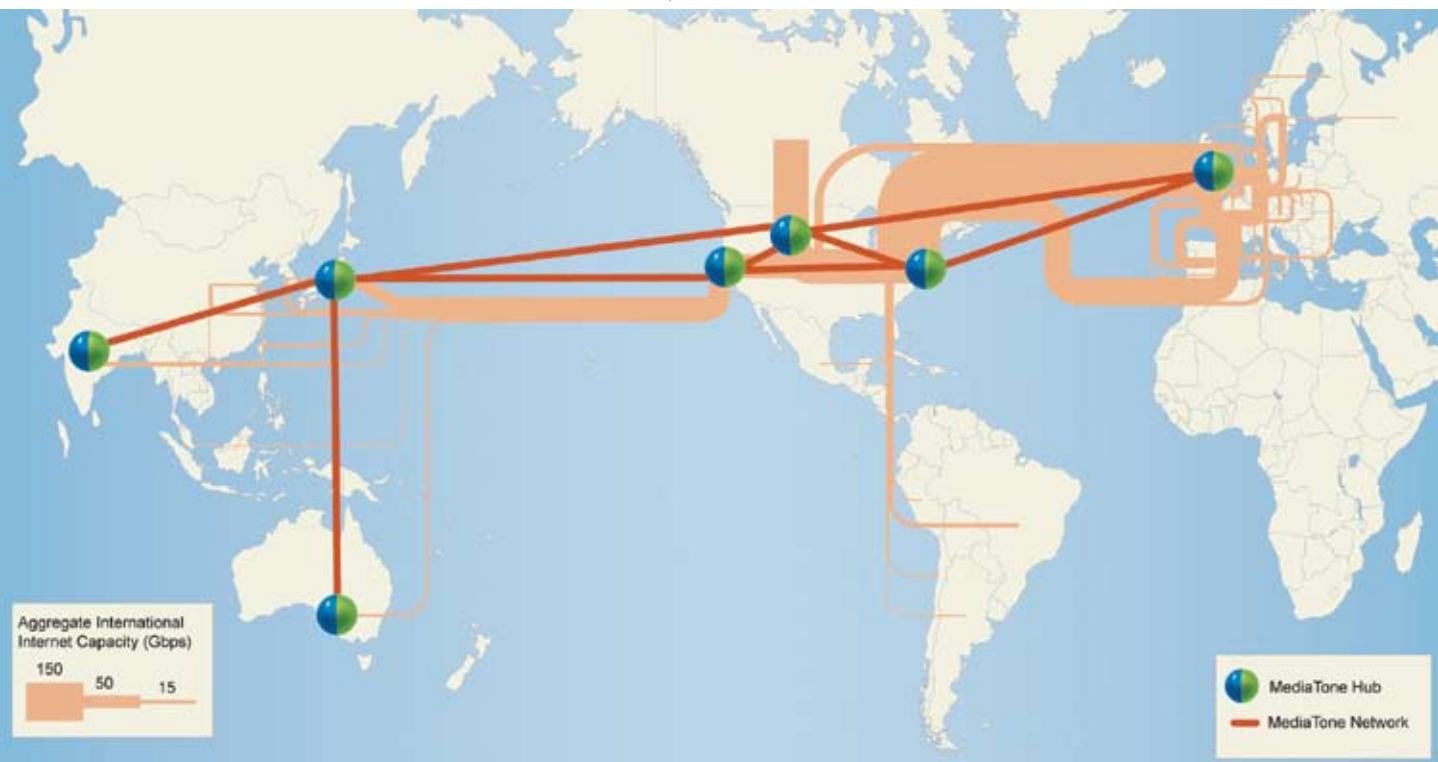 Aggregate International
Internet Capacity (Gbps)
150
50
15
MediaTone Hub
MediaTone Network